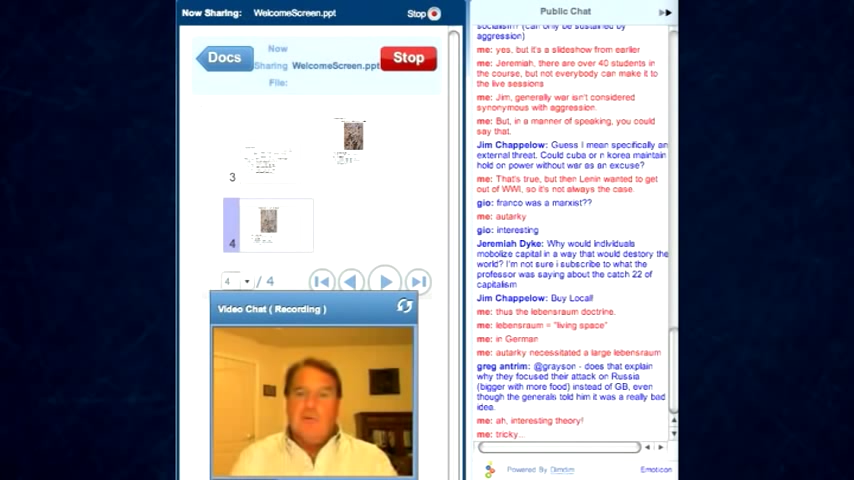 Now Sharing: WelcomeScreen.ppt Stop
Docs
Now
Sharing WelcomeScreen.ppt
File:
Stop
3
4
4 / 4
Video Chat ( Recording )
Public Chat
socialism? (can only be sustained by
aggression)
me: yes, but it's a slideshow from earlier
me: Jeremiah, there are over 40 students in
the course, but not everybody can make it to
the live sessions
me: Jim, generally war isn't considered
synonymous with aggression.
me: But, in a manner of speaking, you could
say that.
Jim Chappelow: Guess I mean specifically an
external threat. Could cuba or n korea maintain
hold on power without war as an excuse?
me: That's true, but then Lenin wanted to get
out of WWI, so it's not always the case.
gio: franco was a marxist??
me: autarky
gio: interesting
Jeremiah Dyke: Why would individuals
mobolize capital in a way that would destory the
world? I'm not sure i subscribe to what the
professor was saying about the catch 22 of
capitalism
Jim Chappelow: Buy Local!
me: thus the lebensraum doctrine.
me: lebensraum = "living space"
me: in German
me: autarky necessitated a large lebensraum
greg antrim: @grayson - does that explain
why they focused their attack on Russia
(bigger with more food) instead of GB, even
though the generals told him it was a really bad
idea.
me: ah, interesting theory!
me: tricky...
Powered By Dimdim
Emoticon